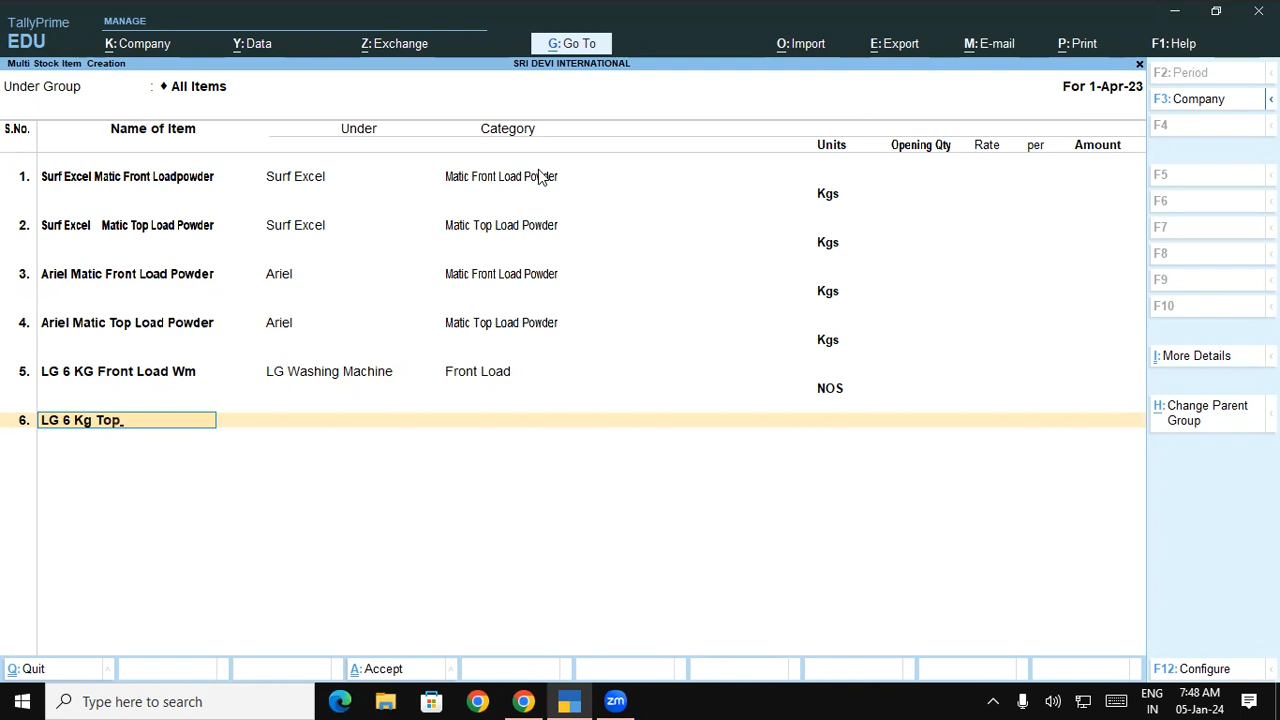 TallyPrime
EDU
MANAGE
K: Company
Y: Data
Z: Exchange
G: Go To
O: Import
E: Export
M: E-mail
P: Print
F1: Help
Multi Stock Item Creation
SRI DEVI INTERNATIONAL
Under Group : ♦ All Items
For 1-Apr-23
S.No. Name of Item Under Category
Units Opening Qty Rate per Amount
1. Surf Excel Matic Front Loadpowder Surf Excel Matic Front Load Powder
Kgs
2. Surf Excel Matic Top Load Powder Surf Excel Matic Top Load Powder
Kgs
3. Ariel Matic Front Load Powder Ariel Matic Front Load Powder
Kgs
4. Ariel Matic Top Load Powder Ariel Matic Top Load Powder
Kgs
5. LG 6 KG Front Load Wm LG Washing Machine Front Load
NOS
6. LG 6 Kg Top
F2: Period
F3: Company
F4
F5
F6
F7
F8
F9
F10
I: More Details
H: Change Parent
Group
Q: Quit
A: Accept
F12: Configure
Type here to search
zm
ENG
IN
7:48 AM
05-Jan-24